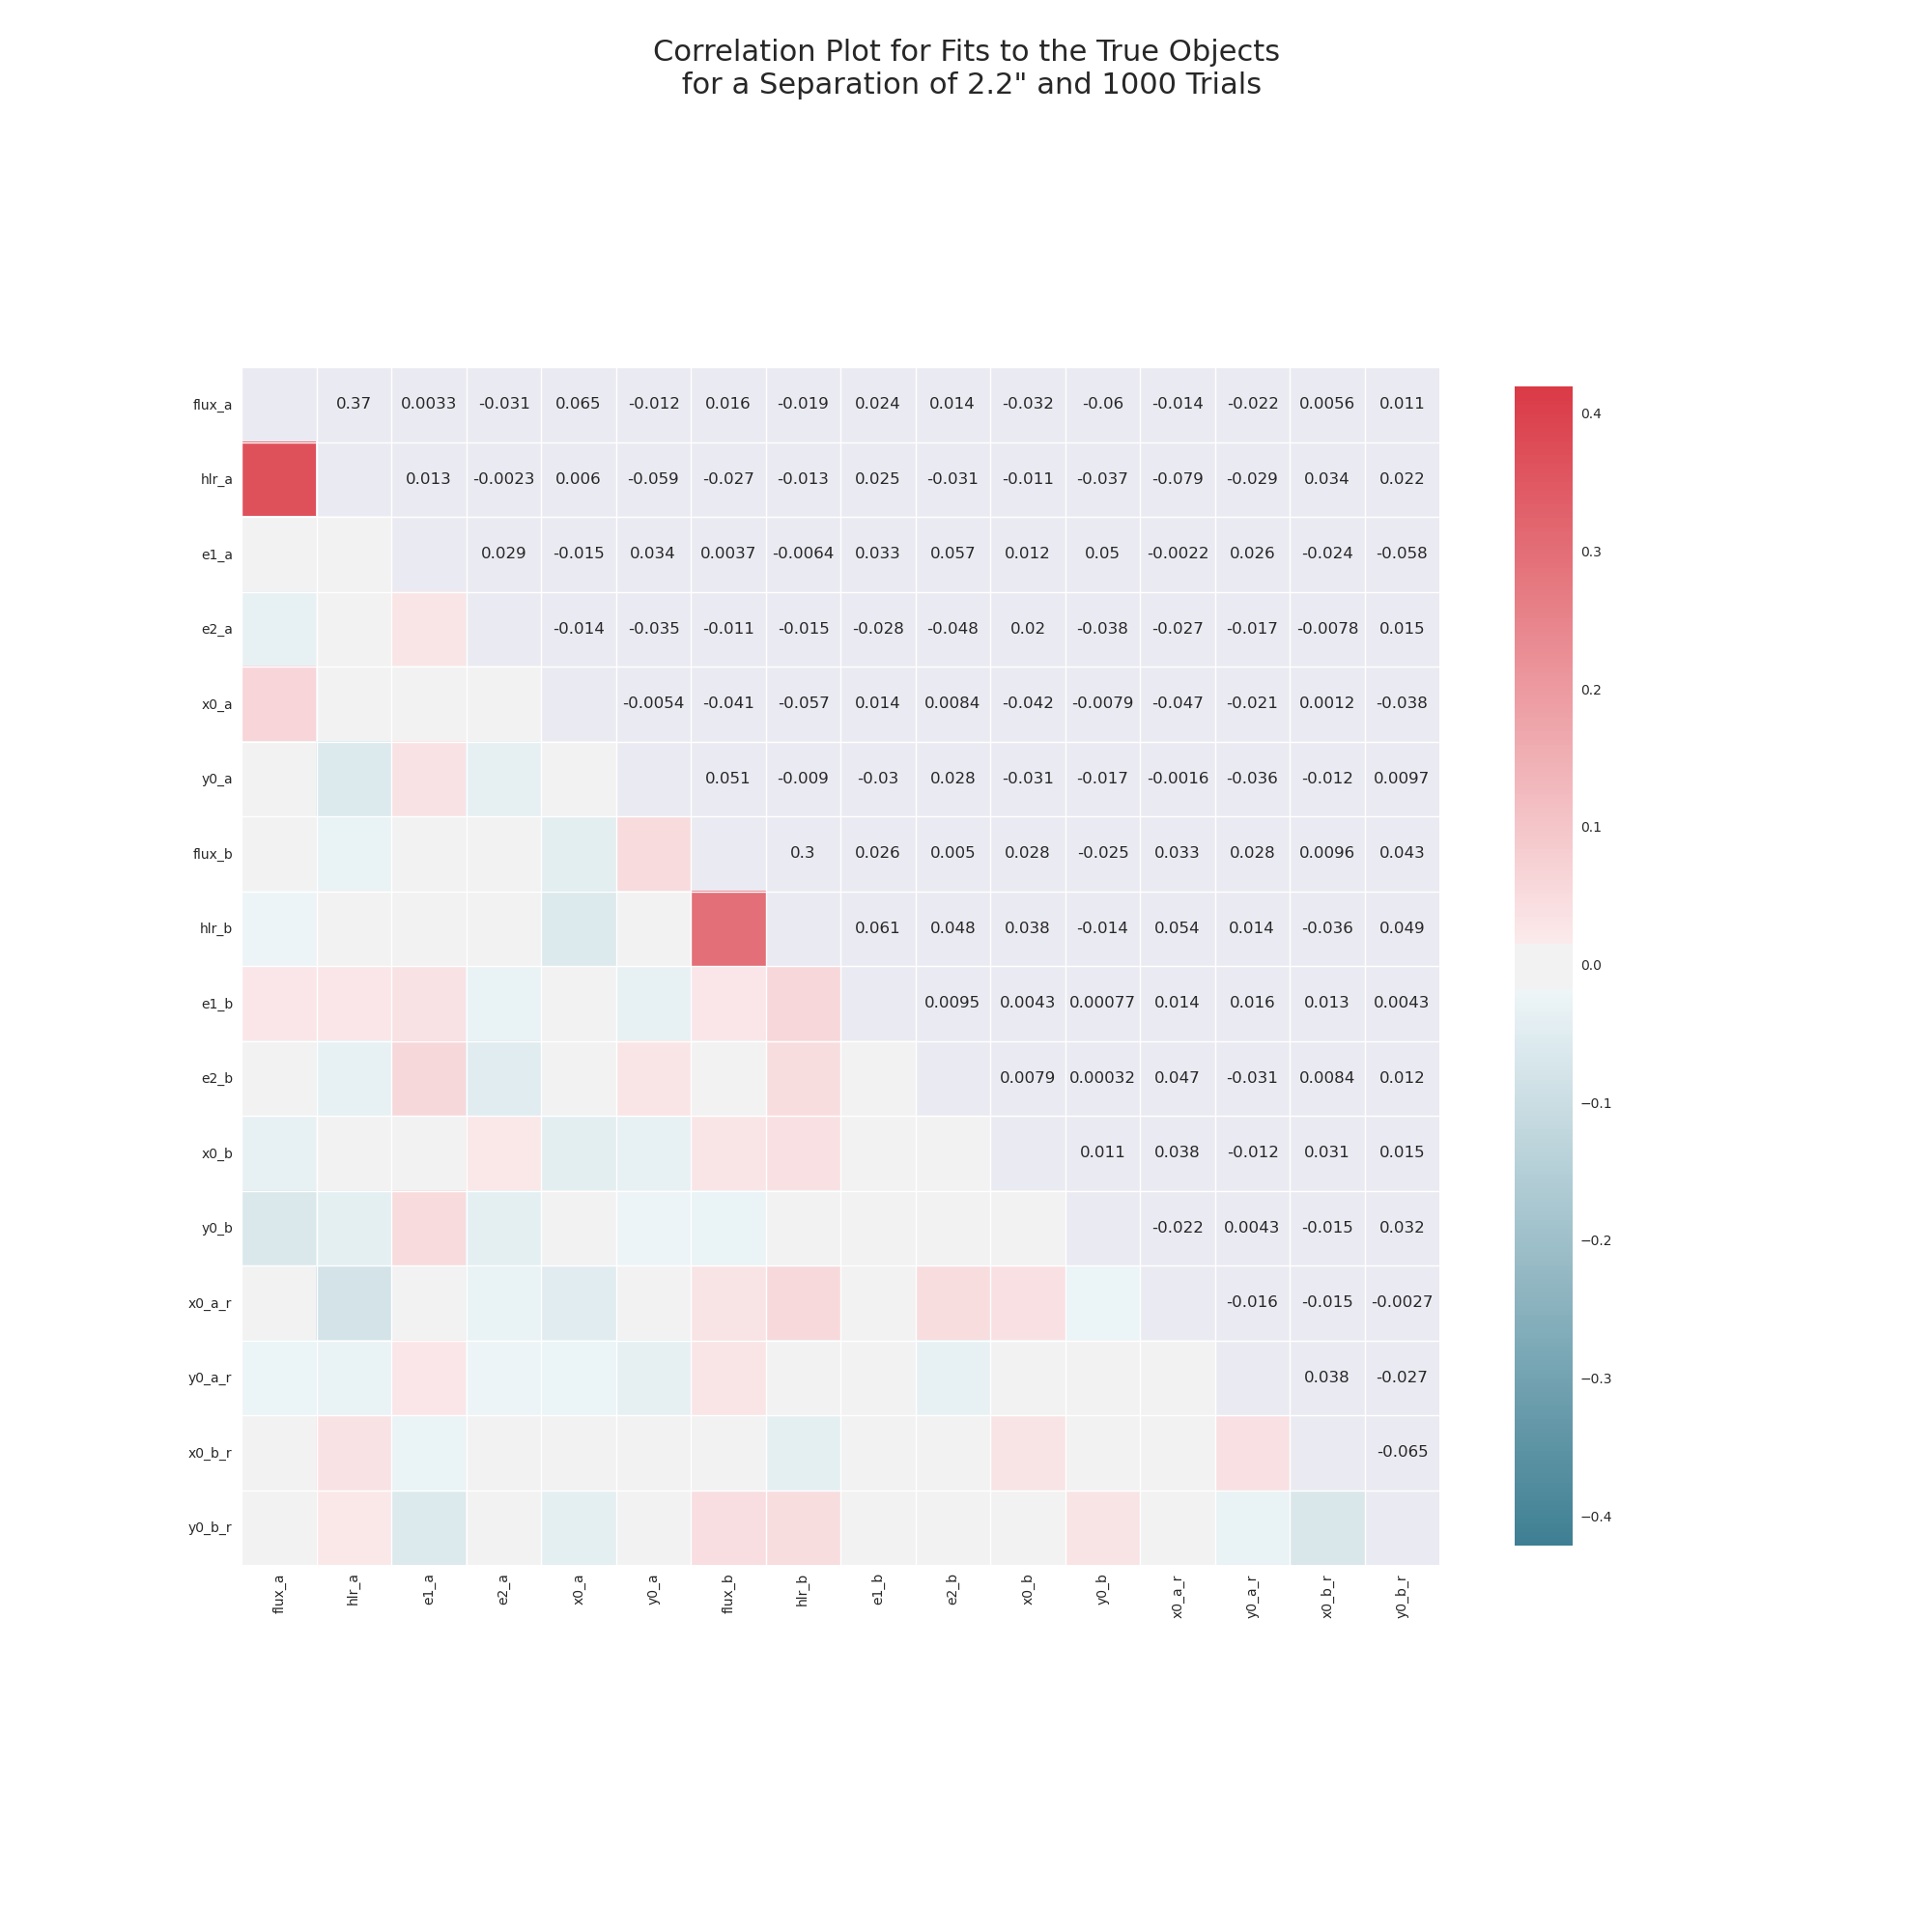 Correlation Plot for Fits to the True Objects
for a Separation of 2.2" and 1000 Trials
flux_a 0.37 0.0033 -0.031 0.065 -0.012 0.016 -0.019 0.024 0.014 -0.032 -0.06 -0.014 -0.022 0.0056 0.011
hlr_a 0.013 -0.0023 0.006 -0.059 -0.027 -0.013 0.025 -0.031 -0.011 -0.037 -0.079 -0.029 0.034 0.022
e1_a 0.029 -0.015 0.034 0.0037 -0.0064 0.033 0.057 0.012 0.05 -0.0022 0.026 -0.024 -0.058
e2_a -0.014 -0.035 -0.011 -0.015 -0.028 -0.048 0.02 -0.038 -0.027 -0.017 -0.0078 0.015
x0_a -0.0054 -0.041 -0.057 0.014 0.0084 -0.042 -0.0079 -0.047 -0.021 0.0012 -0.038
y0_a 0.051 -0.009 -0.03 0.028 -0.031 -0.017 -0.0016 -0.036 -0.012 0.0097
flux_b 0.3 0.026 0.005 0.028 -0.025 0.033 0.028 0.0096 0.043
hlr_b 0.061 0.048 0.038 -0.014 0.054 0.014 -0.036 0.049
e1_b 0.0095 0.0043 0.00077 0.014 0.016 0.013 0.0043
e2_b 0.0079 0.00032 0.047 -0.031 0.0084 0.012
x0_b 0.011 0.038 -0.012 0.031 0.015
y0_b -0.022 0.0043 -0.015 0.032
x0_a_r -0.016 -0.015 -0.0027
y0_a_r 0.038 -0.027
x0_b_r -0.065
y0_b_r
flux_a hlr_a e1_a e2_a x0_a y0_a flux_b hlr_b e1_b e2_b x0_b y0_b x0_a_r y0_a_r x0_b_r y0_b_r
0.4
0.3
0.2
0.1
0.0
−0.1
−0.2
−0.3
−0.4